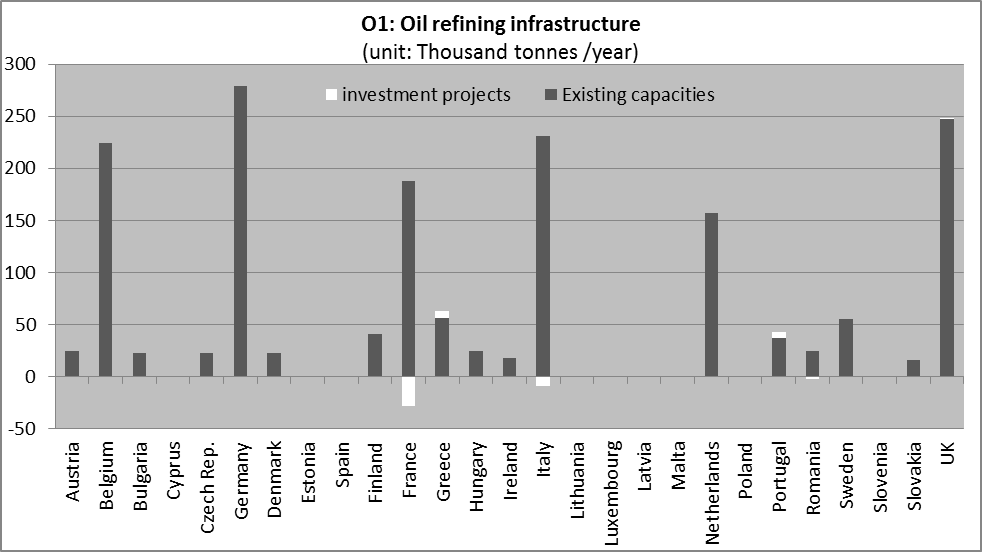 O1: Oil refining infrastructure
(unit: Thousand tonnes /year)
300
250
200
150
100
50
0
-50
investment projects
Existing capacities
Austria
Belgium
Bulgaria
Cyprus
Czech Rep.
Germany
Denmark
Estonia
Spain
Finland
France
Greece
Hungary
Ireland
Italy
Lithuania
Luxembourg
Latvia
Malta
Netherlands
Poland
Portugal
Romania
Sweden
Slovenia
Slovakia
UK